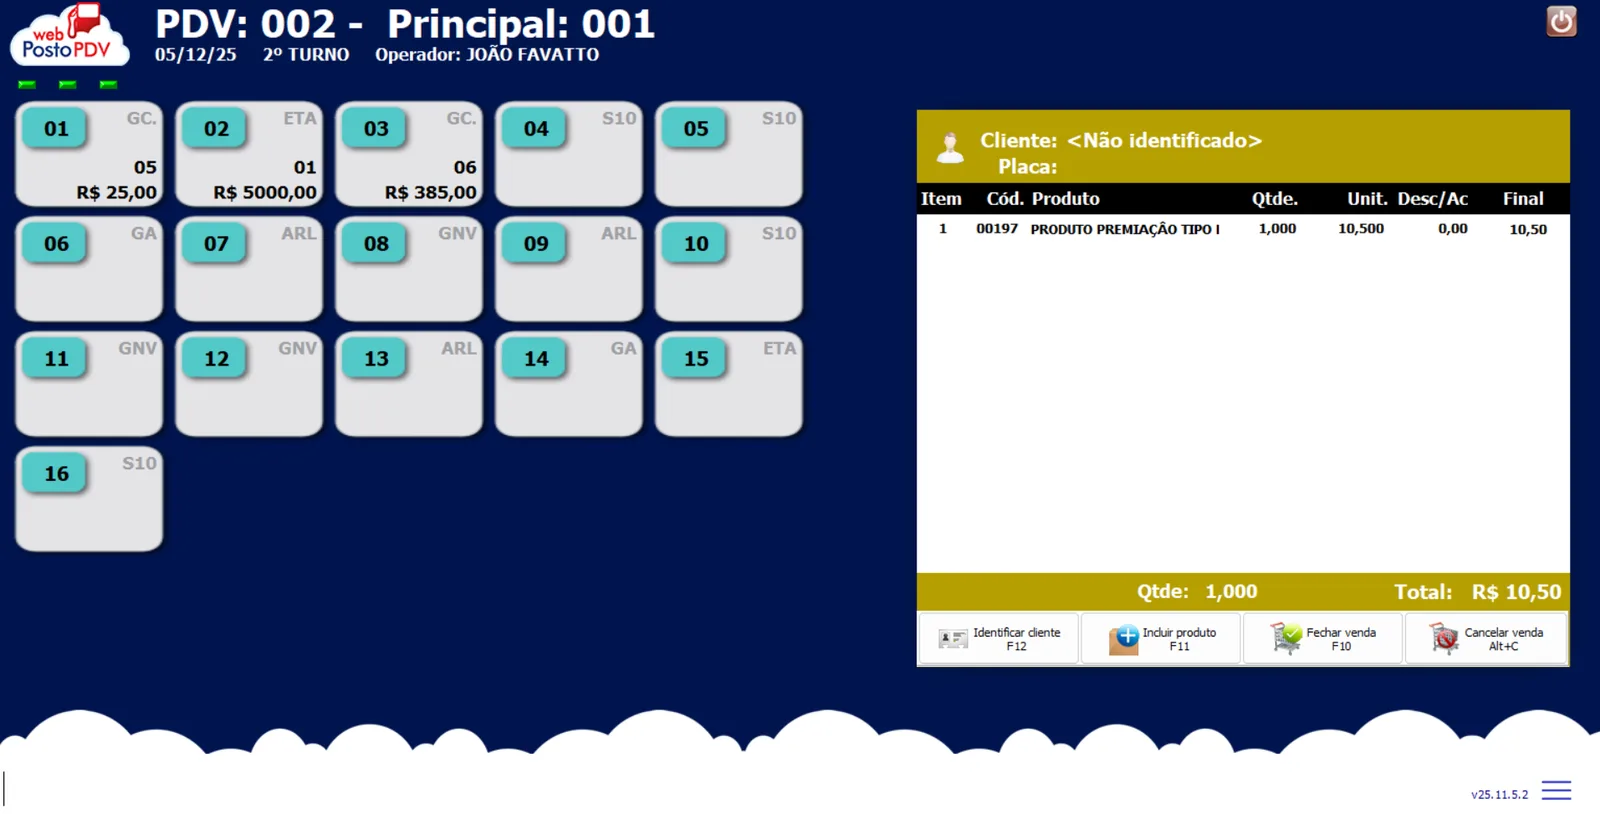 web
PostoPDV
PDV: 002 - Principal: 001
05/12/25 2º TURNO Operador: JOÃO FAVATTO
01 GC.
05
R$ 25,00
02 ETA
01
R$ 5000,00
03 GC.
06
R$ 385,00
04 S10
05 S10
06 GA
07 ARL
08 GNV
09 ARL
10 S10
11 GNV
12 GNV
13 ARL
14 GA
15 ETA
16 S10
Cliente: <Não identificado>
Placa:
Item Cód. Produto Qtde. Unit. Desc/Ac Final
1 00197 PRODUTO PREMIAÇÂO TIPO I 1,000 10,500 0,00 10,50
Qtde: 1,000 Total: R$ 10,50
Identificar cliente
F12
Incluir produto
F11
Fechar venda
F10
Cancelar venda
Alt+C
v25.11.5.2